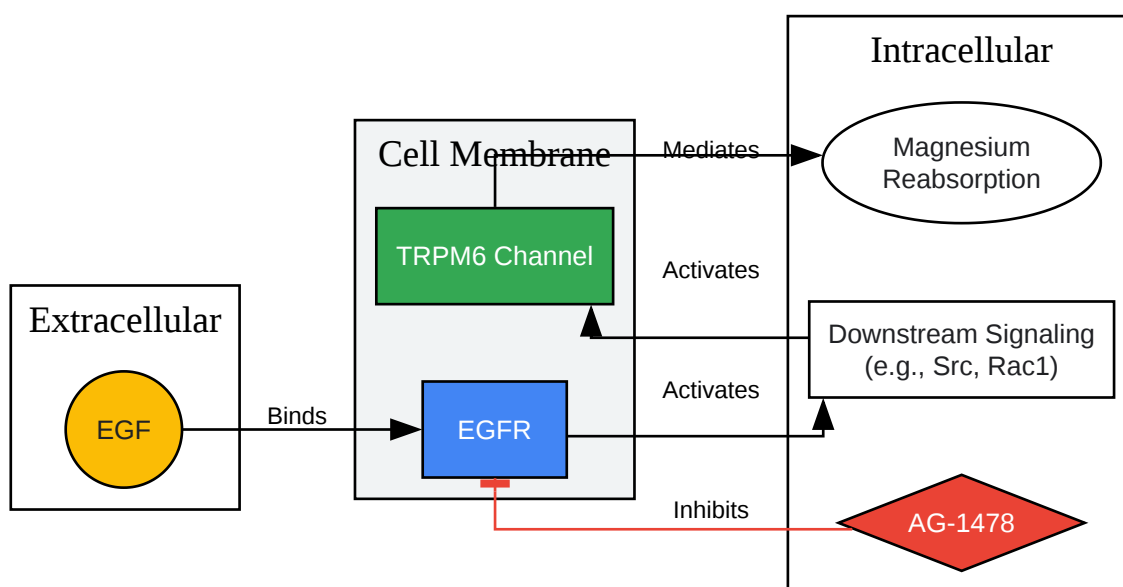 Intracellular
Cell Membrane
Mediates
Magnesium
Reabsorption
TRPM6 Channel
Activates
Extracellular
Downstream Signaling
(e.g., Src, Rac1)
Activates
Binds
EGF
EGFR
Inhibits
AG-1478